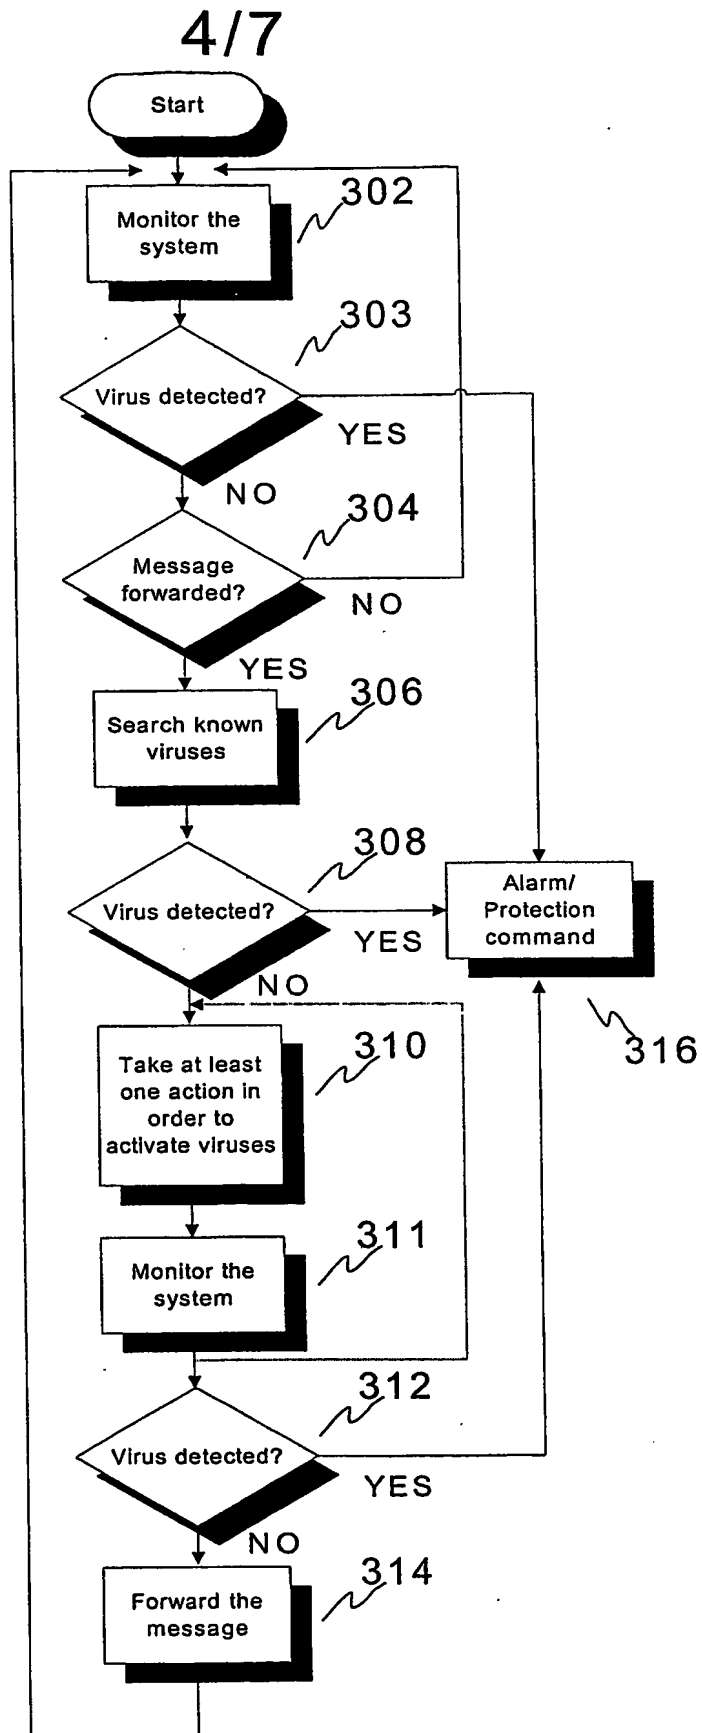 4/7
Start
302
Monitor the
system
303
Virus detected?
YES
NO
304
Message
forwarded?
NO
YES
306
Search known
viruses
308
Virus detected?
YES
NO
Alarm/
Protection
command
316
310
Take at least
one action in
order to
activate viruses
311
Monitor the
system
312
Virus detected?
YES
NO
314
Forward the
message